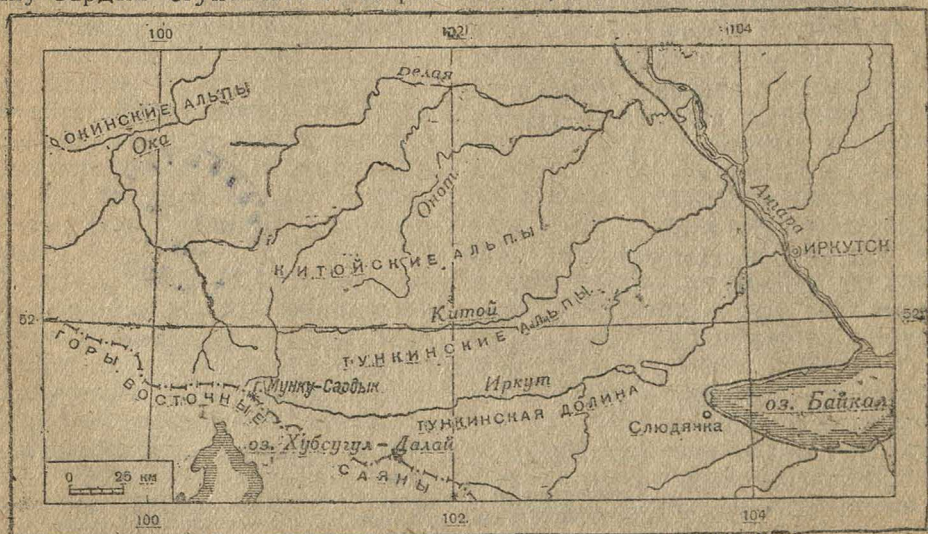 100 102 104
Белая
ОКИНСКИЕ АЛЬПЫ
Ока
Онот
Ангара
ИРКУТСК
КИТОЙСКИЕ АЛЬПЫ
Китой
52 52
ТУНКИНСКИЕ АЛЬПЫ
ГОРЫ ВОСТОЧНЫЕ
г. Мунку-Сардык
Иркут
ТУНКИНСКАЯ ДОЛИНА
оз. Байкал
Слюдянка
оз. Хубсугул-Далай
САЯНЫ
0 25 км
100 102 104